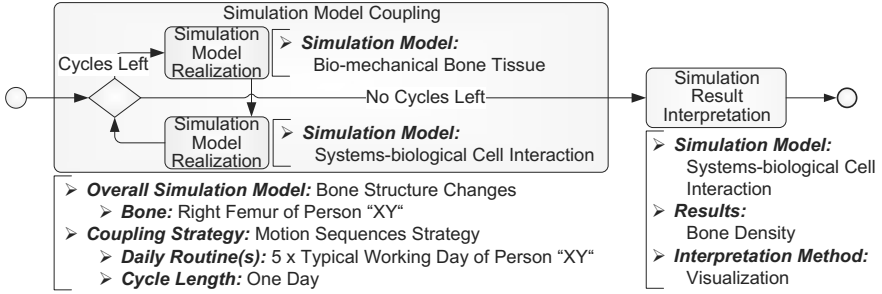 Simulation Model Coupling
Cycles Left
Simulation
Model
Realization
➢ Simulation Model:
Bio-mechanical Bone Tissue
No Cycles Left
Simulation
Model
Realization
➢ Simulation Model:
Systems-biological Cell Interaction
➢ Overall Simulation Model: Bone Structure Changes
➢ Bone: Right Femur of Person “XY“
➢ Coupling Strategy: Motion Sequences Strategy
➢ Daily Routine(s): 5 x Typical Working Day of Person “XY“
➢ Cycle Length: One Day
Simulation
Result
Interpretation
➢ Simulation Model:
Systems-biological Cell
Interaction
➢ Results:
Bone Density
➢ Interpretation Method:
Visualization